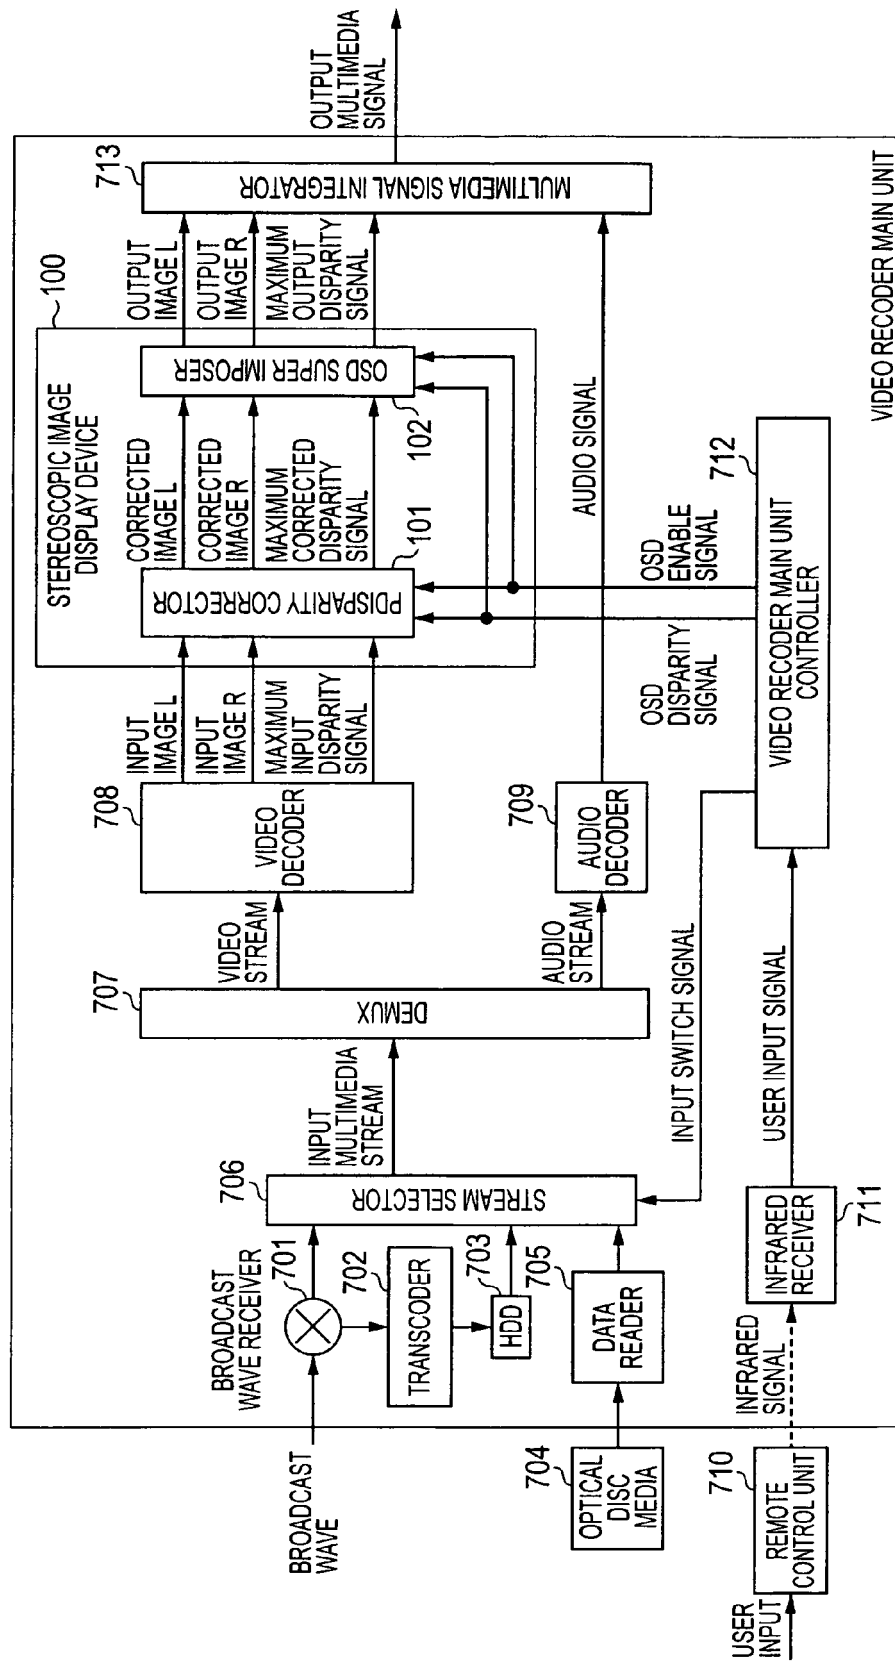 BROADCAST
WAVE
BROADCAST
WAVE RECEIVER
701
702
TRANSCODER
703
HDD
704
OPTICAL
DISC
MEDIA
705
DATA
READER
706
STREAM SELECTOR
INPUT
MULTIMEDIA
STREAM
707
DEMUX
VIDEO
STREAM
AUDIO
STREAM
708
VIDEO
DECODER
709
AUDIO
DECODER
INPUT
IMAGE L
INPUT
IMAGE R
MAXIMUM
INPUT
DISPARITY
SIGNAL
STEREOSCOPIC IMAGE
DISPLAY DEVICE
100
PDISPARITY CORRECTOR
101
CORRECTED
IMAGE L
CORRECTED
IMAGE R
MAXIMUM
CORRECTED
DISPARITY
SIGNAL
OSD SUPER IMPOSER
102
OUTPUT
IMAGE L
OUTPUT
IMAGE R
MAXIMUM
OUTPUT
DISPARITY
SIGNAL
713
MULTIMEDIA SIGNAL INTEGRATOR
OUTPUT
MULTIMEDIA
SIGNAL
AUDIO SIGNAL
OSD
DISPARITY
SIGNAL
OSD
ENABLE
SIGNAL
712
VIDEO RECODER MAIN UNIT
CONTROLLER
INPUT SWITCH SIGNAL
USER INPUT SIGNAL
INFRARED
RECEIVER
711
INFRARED
SIGNAL
710
REMOTE
CONTROL UNIT
USER
INPUT
VIDEO RECODER MAIN UNIT